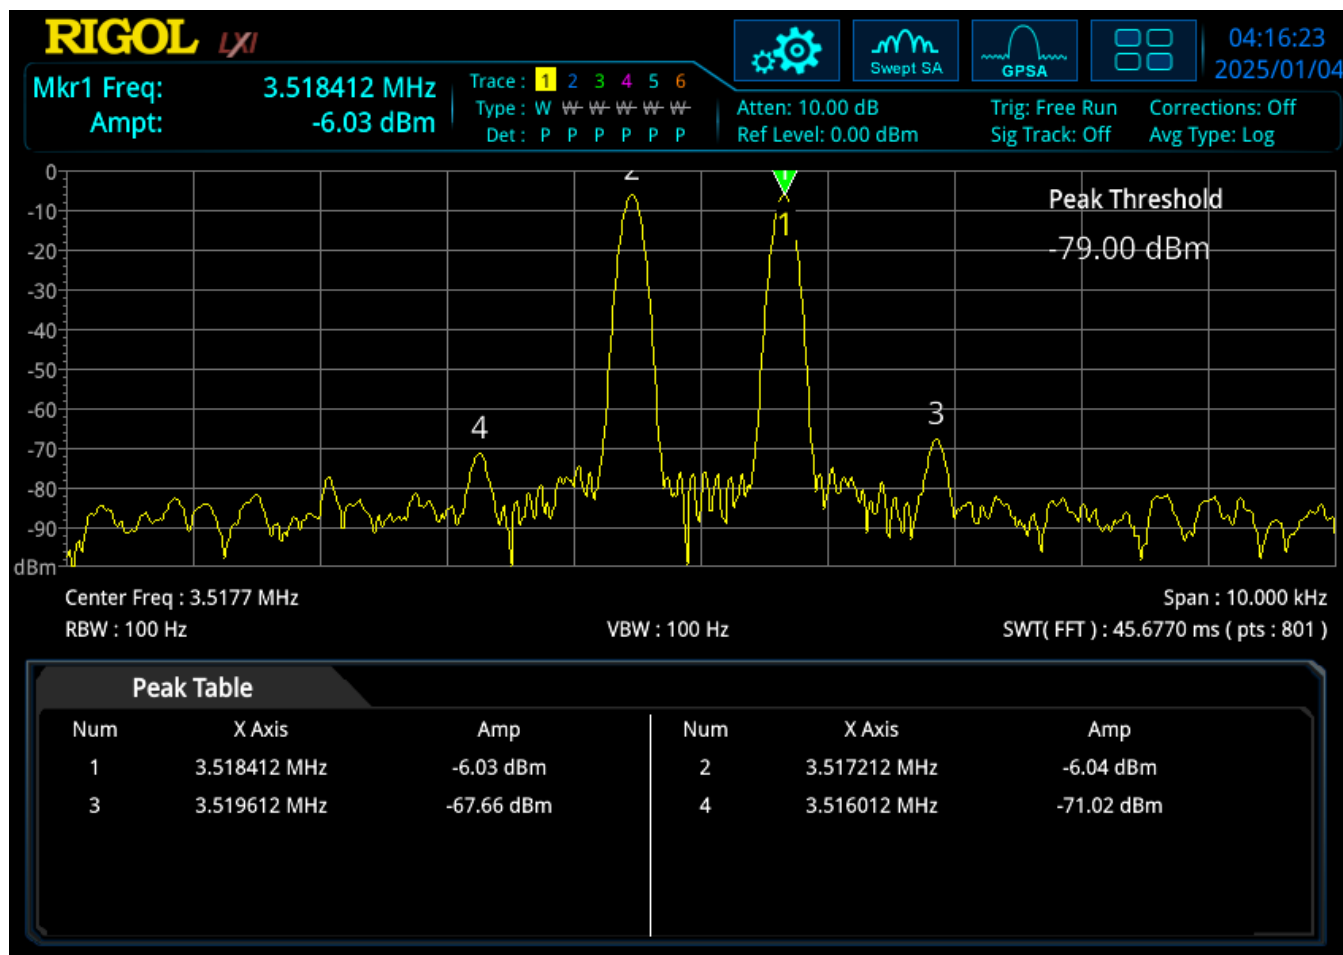 RIGOL LXI
Swept SA
GPSA
04:16:23
2025/01/04
Mkr1 Freq: 3.518412 MHz
Ampt: -6.03 dBm
Trace : 1 2 3 4 5 6
Type : W W W W W W
Det : P P P P P P
Atten: 10.00 dB
Ref Level: 0.00 dBm
Trig: Free Run
Sig Track: Off
Corrections: Off
Avg Type: Log
0
-10
-20
-30
-40
-50
-60
-70
-80
-90
dBm
2
1
1
3
4
Peak Threshold
-79.00 dBm
Center Freq : 3.5177 MHz
Span : 10.000 kHz
RBW : 100 Hz
VBW : 100 Hz
SWT( FFT ) : 45.6770 ms ( pts : 801 )
Peak Table
Num X Axis Amp Num X Axis Amp
1 3.518412 MHz -6.03 dBm 2 3.517212 MHz -6.04 dBm
3 3.519612 MHz -67.66 dBm 4 3.516012 MHz -71.02 dBm